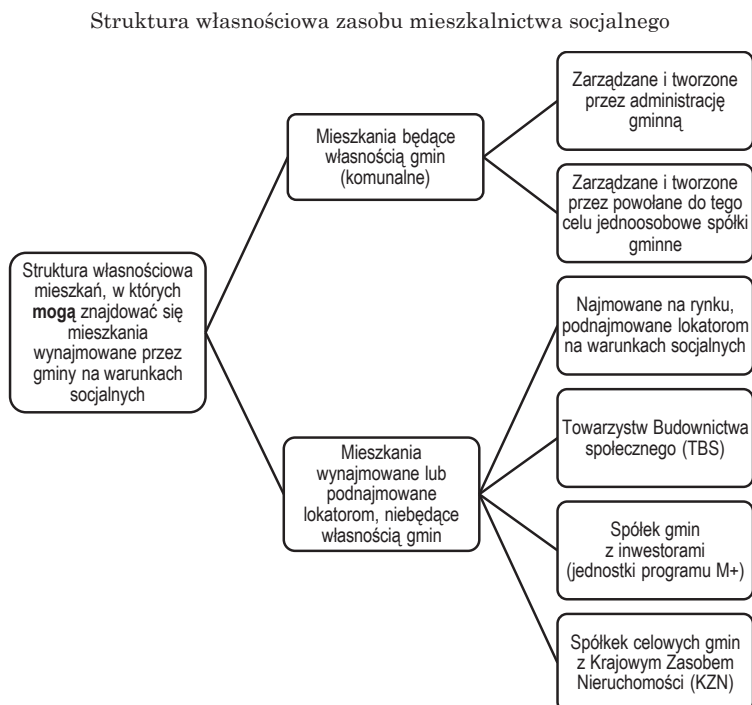 Struktura własnościowa zasobu mieszkalnictwa socjalnego
Struktura własnościowa
mieszkań, w których
mogą znajdować się
mieszkania
wynajmowane przez
gminy na warunkach
socjalnych
Mieszkania będące
własnością gmin
(komunalne)
Zarządzane i tworzone
przez administrację
gminną
Zarządzane i tworzone
przez powołane do tego
celu jednoosobowe spółki
gminne
Mieszkania
wynajmowane lub
podnajmowane
lokatorom, niebędące
własnością gmin
Najmowane na rynku,
podnajmowane lokatorom
na warunkach socjalnych
Towarzystw Budownictwa
społecznego (TBS)
Spółek gmin
z inwestorami
(jednostki programu M+)
Spółkek celowych gmin
z Krajowym Zasobem
Nieruchomości (KZN)